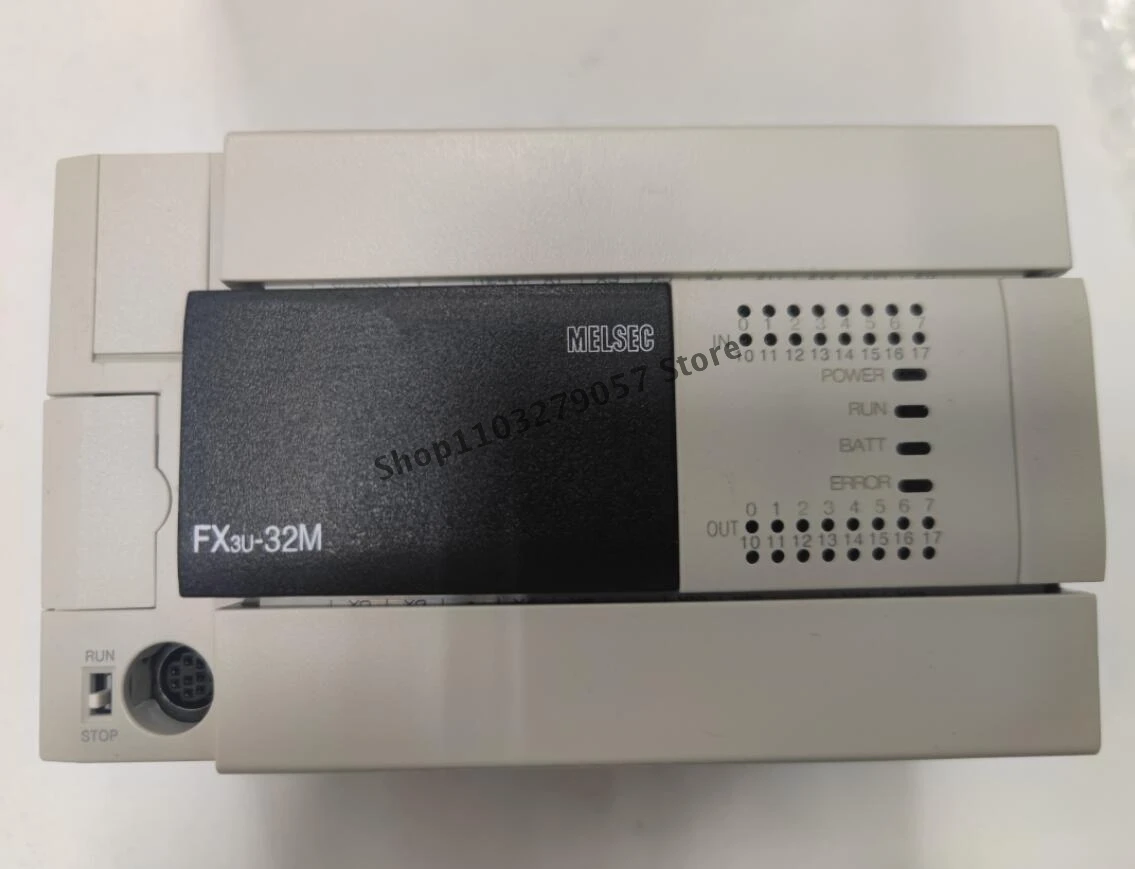 MELSEC
FX3U-32M
Shop1103279057 Store
0 1 2 3 4 5 6 7
IN
10 11 12 13 14 15 16 17
POWER
RUN
BATT
ERROR
0 1 2 3 4 5 6 7
OUT
10 11 12 13 14 15 16 17
RUN
STOP